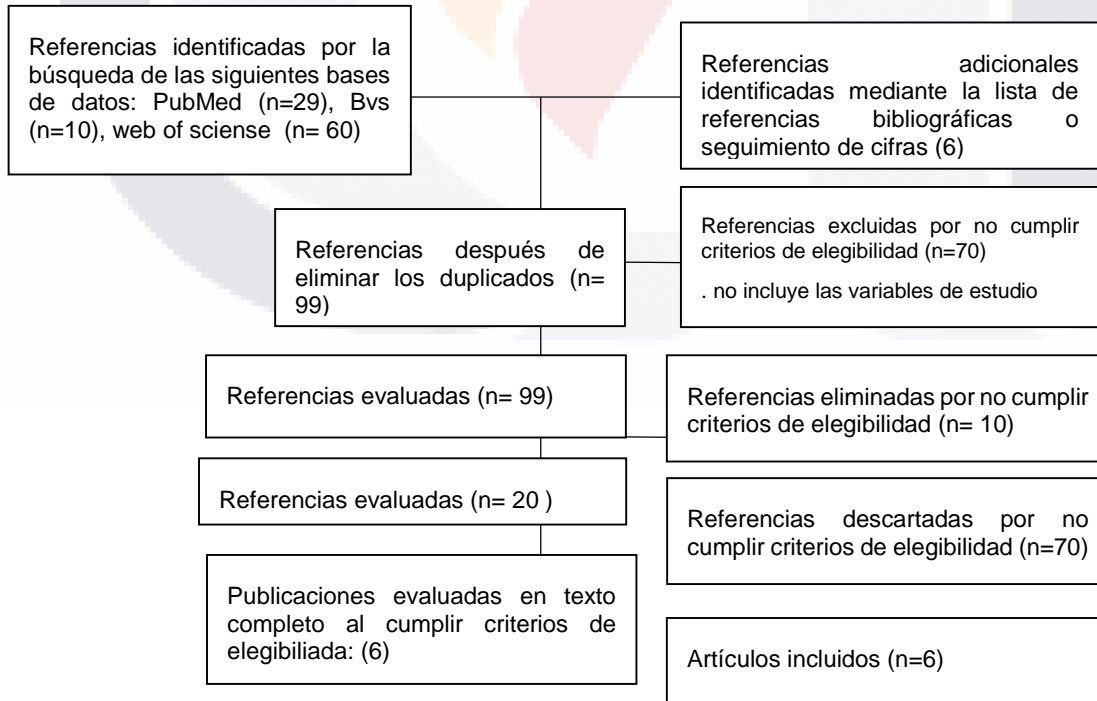 Referencias identificadas por la
búsqueda de las siguientes bases
de datos: PubMed (n=29), Bvs
(n=10), web of sciense (n= 60)
Referencias adicionales
identificadas mediante la lista de
referencias bibliográficas o
seguimiento de cifras (6)
Referencias después de
eliminar los duplicados (n=
99)
Referencias excluidas por no cumplir
criterios de elegibilidad (n=70)
. no incluye las variables de estudio
Referencias evaluadas (n= 99)
Referencias eliminadas por no cumplir
criterios de elegibilidad (n= 10)
Referencias evaluadas (n= 20 )
Referencias descartadas por no
cumplir criterios de elegibilidad (n=70)
Publicaciones evaluadas en texto
completo al cumplir criterios de
elegibiliada: (6)
Artículos incluidos (n=6)